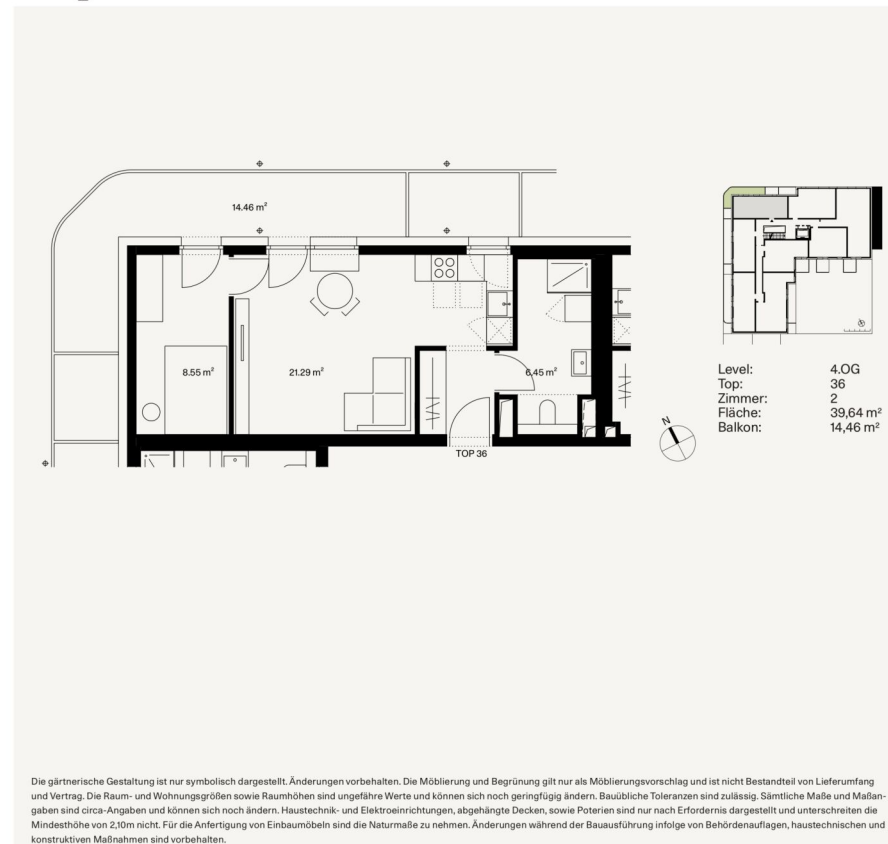 14.46 m²
8.55 m²
21.29 m²
6.45 m²
TOP 36
N
Level: 4.OG
Top: 36
Zimmer: 2
Fläche: 39,64 m²
Balkon: 14,46 m²
Die gärtnerische Gestaltung ist nur symbolisch dargestellt. Änderungen vorbehalten. Die Möblierung und Begrünung gilt nur als Möblierungsvorschlag und ist nicht Bestandteil von Lieferumfang
und Vertrag. Die Raum- und Wohnungsgrößen sowie Raumhöhen sind ungefähre Werte und können sich noch geringfügig ändern. Bauübliche Toleranzen sind zulässig. Sämtliche Maße und Maßan-
gaben sind circa-Angaben und können sich noch ändern. Haustechnik- und Elektroeinrichtungen, abgehängte Decken, sowie Poterien sind nur nach Erfordernis dargestellt und unterschreiten die
Mindesthöhe von 2,10m nicht. Für die Anfertigung von Einbaumöbeln sind die Naturmaße zu nehmen. Änderungen während der Bauausführung infolge von Behördenauflagen, haustechnischen und
konstruktiven Maßnahmen sind vorbehalten.